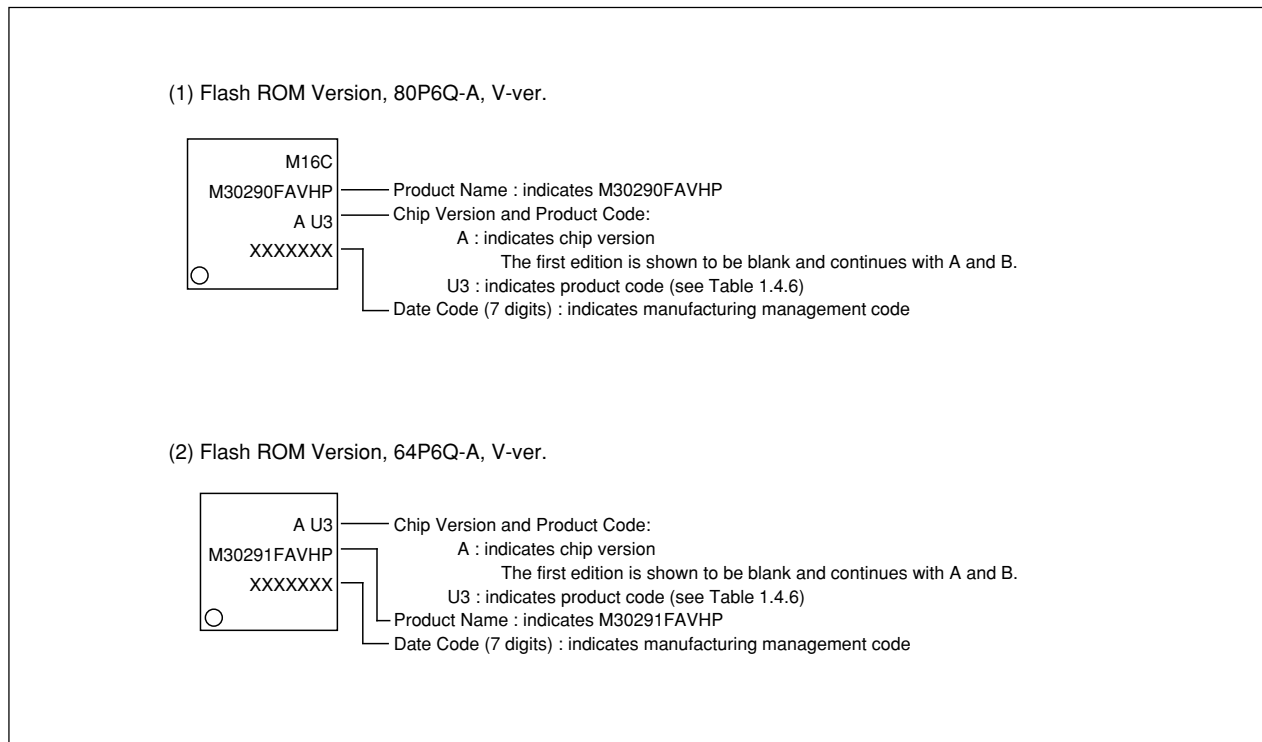 (1) Flash ROM Version, 80P6Q-A, V-ver.
M16C
M30290FAVHP
A U3
XXXXXXX
Product Name : indicates M30290FAVHP
Chip Version and Product Code:
A : indicates chip version
The first edition is shown to be blank and continues with A and B.
U3 : indicates product code (see Table 1.4.6)
Date Code (7 digits) : indicates manufacturing management code
(2) Flash ROM Version, 64P6Q-A, V-ver.
A U3
M30291FAVHP
XXXXXXX
Chip Version and Product Code:
A : indicates chip version
The first edition is shown to be blank and continues with A and B.
U3 : indicates product code (see Table 1.4.6)
Product Name : indicates M30291FAVHP
Date Code (7 digits) : indicates manufacturing management code